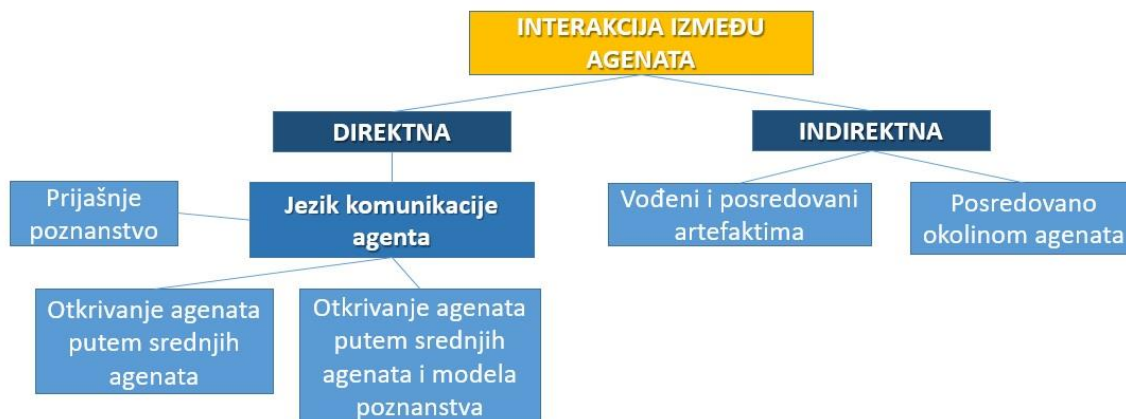 INTERAKCIJA IZMEĐU
AGENATA
DIREKTNA
INDIREKTNA
Prijašnje
poznanstvo
Jezik komunikacije
agenta
Vođeni i posredovani
artefaktima
Posredovano
okolinom agenata
Otkrivanje agenata
putem srednjih
agenata
Otkrivanje agenata
putem srednjih
agenata i modela
poznanstva